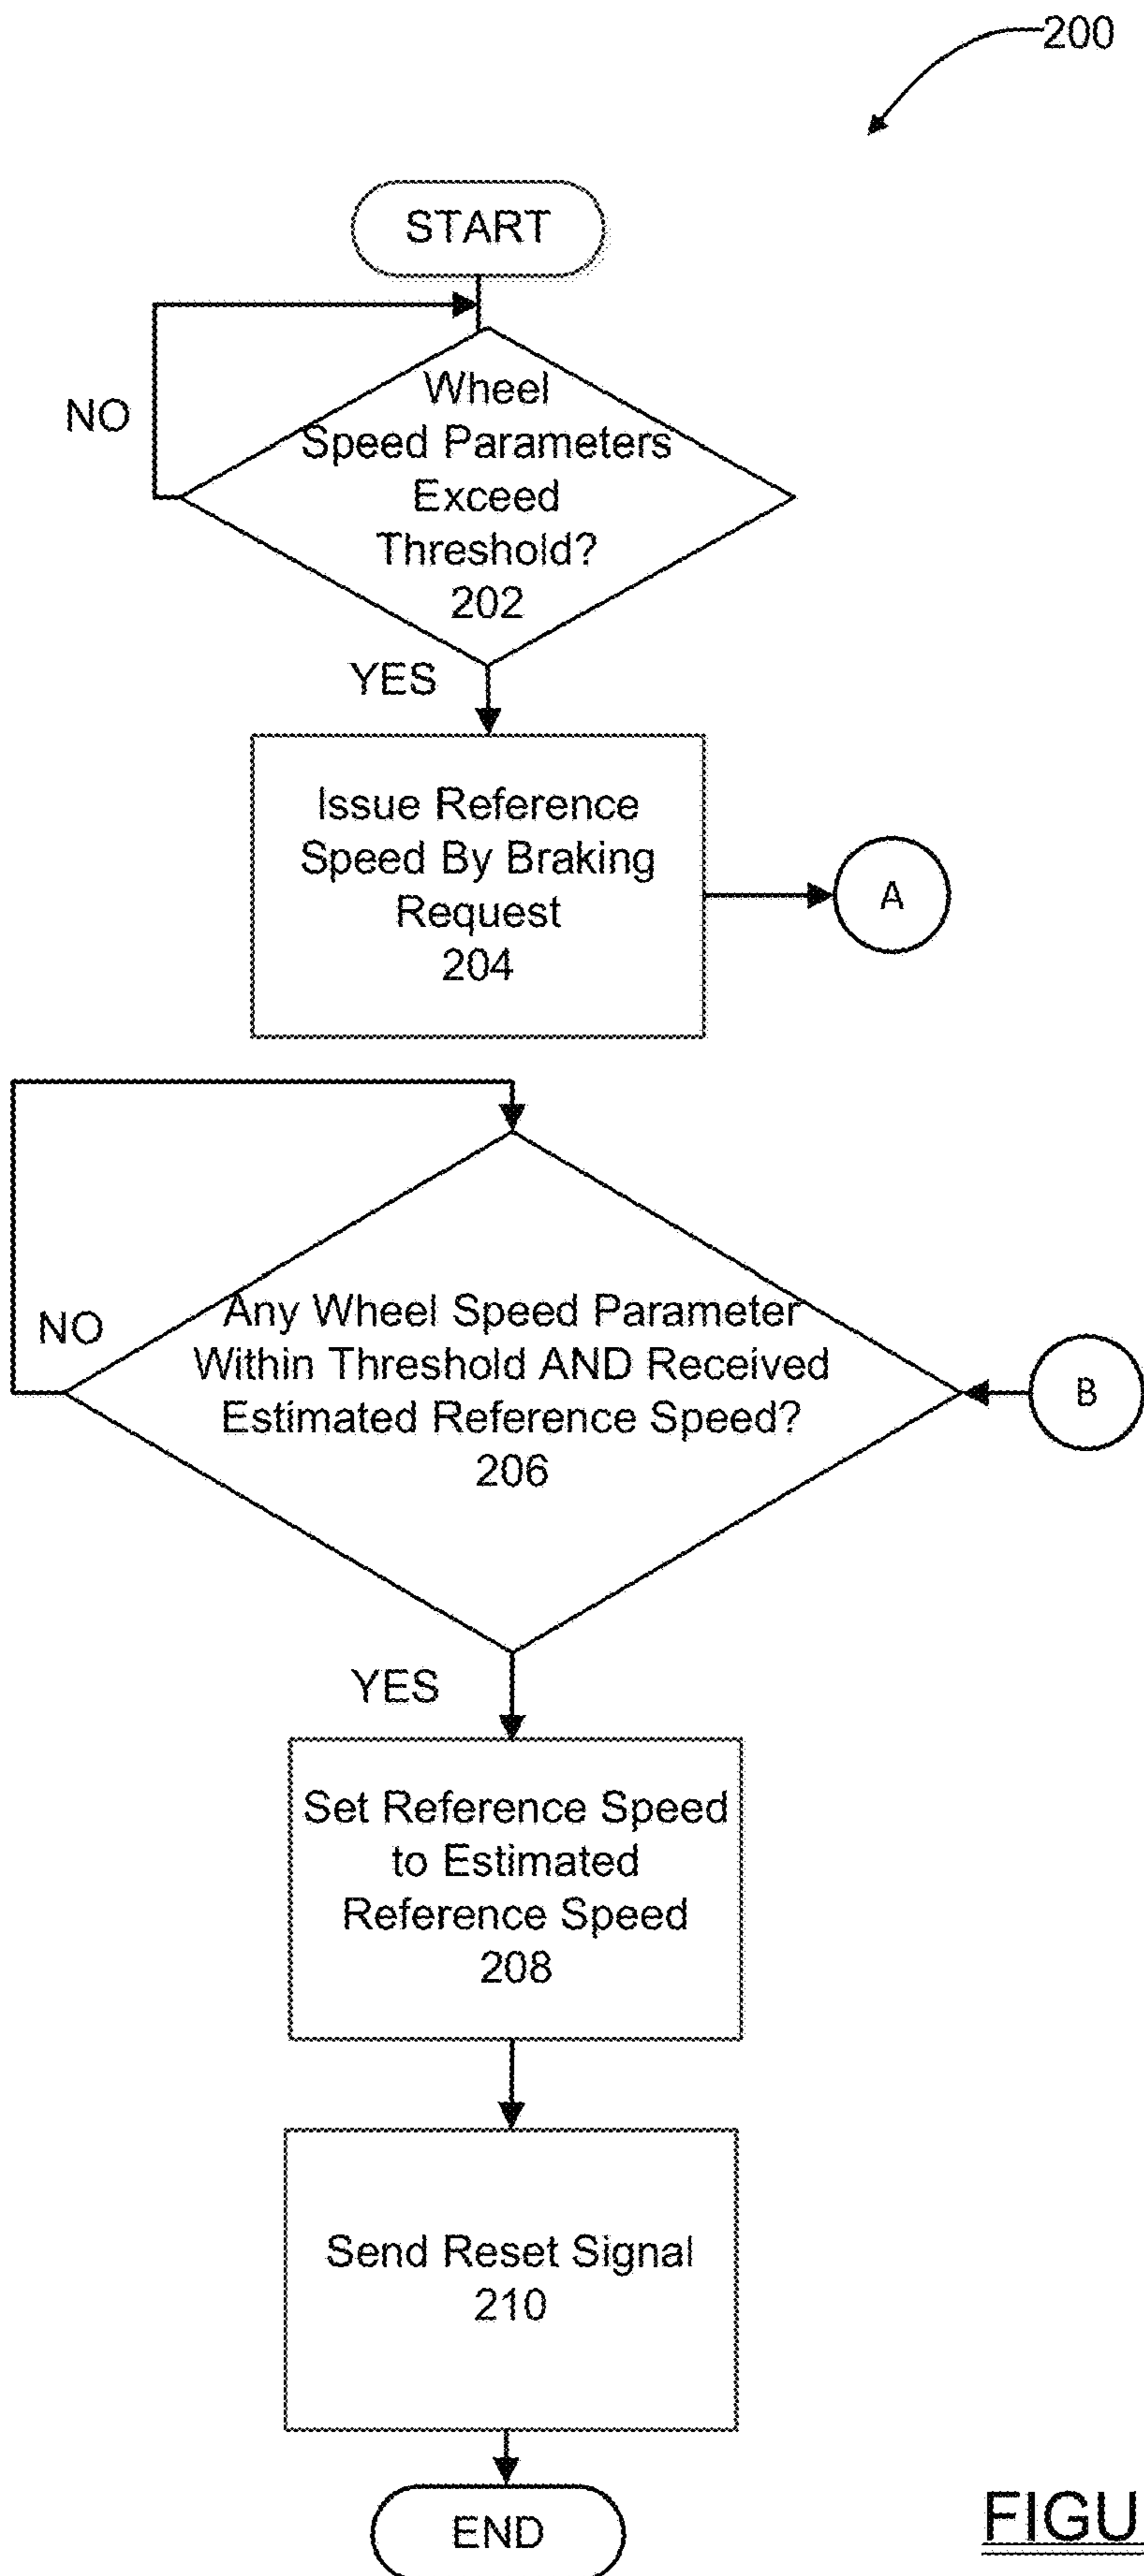 200
START
NO
Wheel
Speed Parameters
Exceed
Threshold?
202
YES
Issue Reference
Speed By Braking
Request
204
A
NO
Any Wheel Speed Parameter
Within Threshold AND Received
Estimated Reference Speed?
206
B
YES
Set Reference Speed
to Estimated
Reference Speed
208
Send Reset Signal
210
END
FIGU